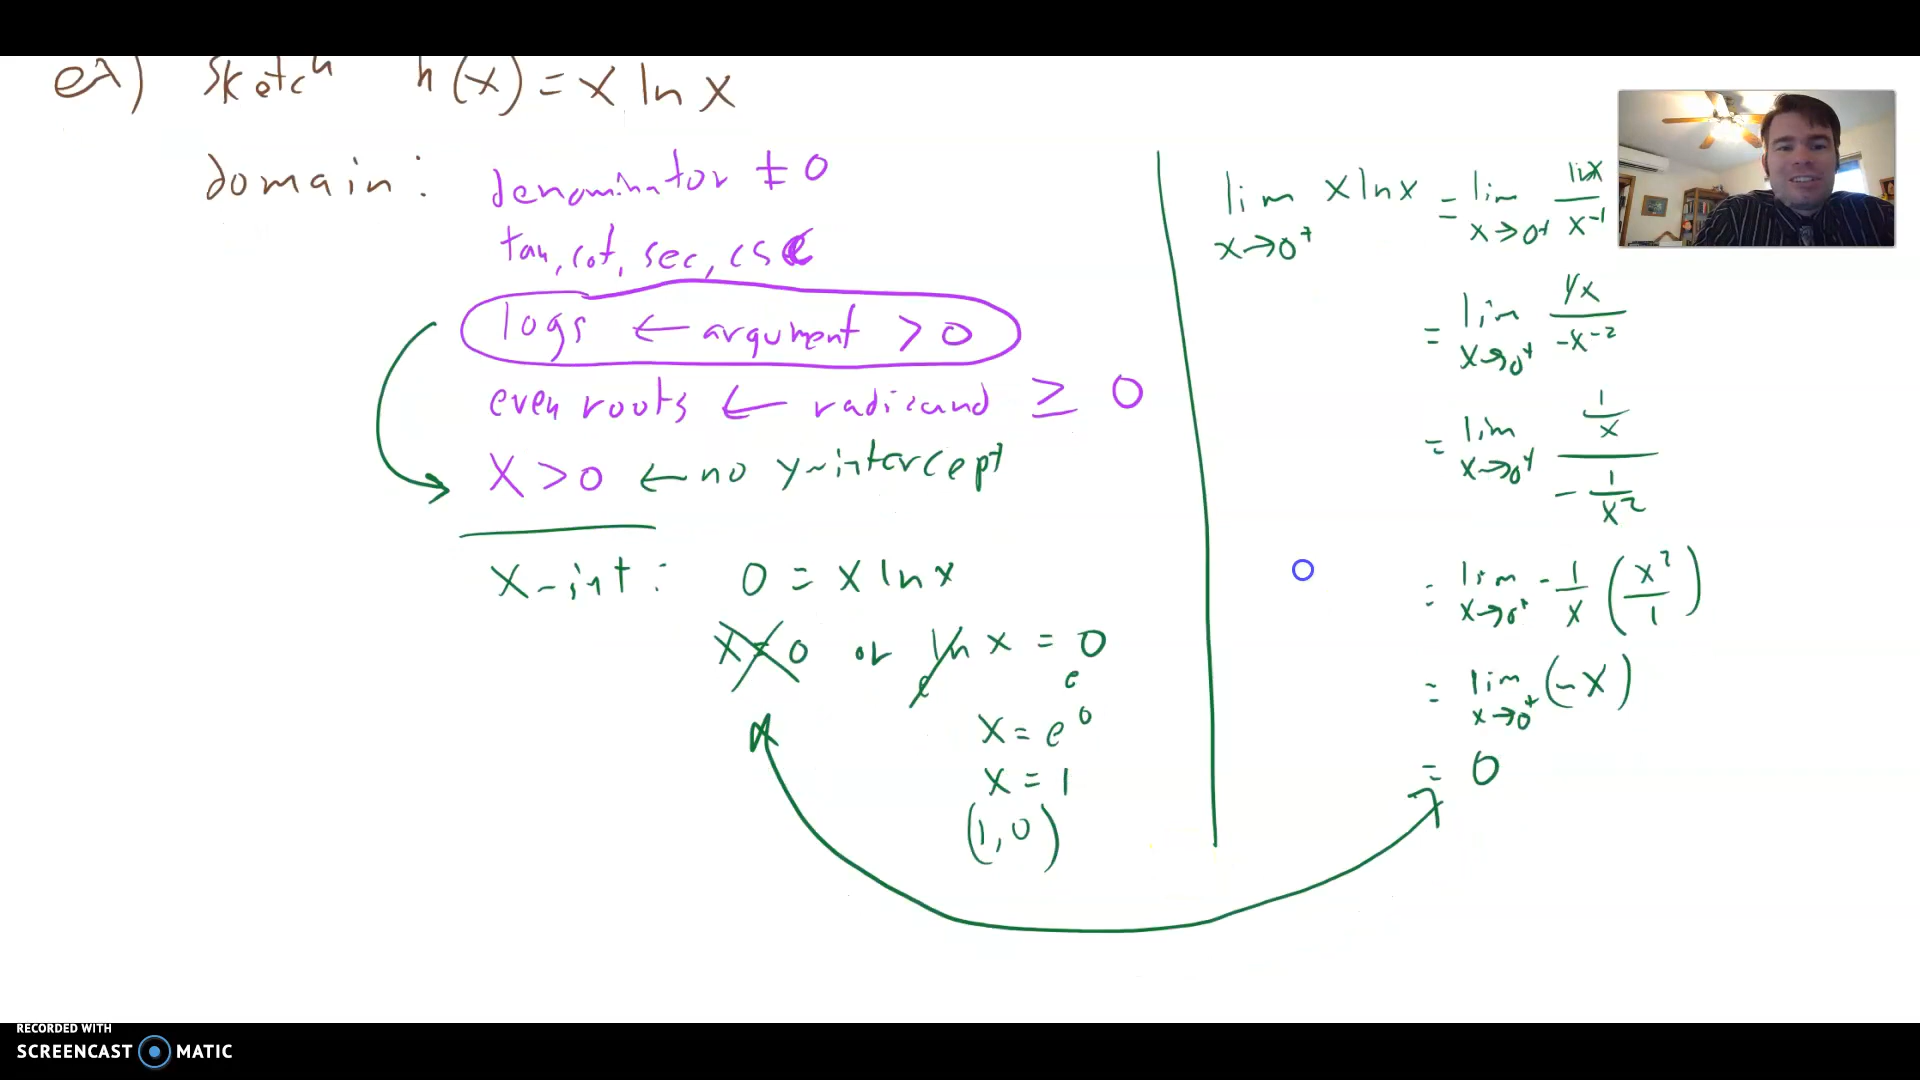 ex) sketch h(x) = x ln x
domain: denominator ≠ 0
tan, cot, sec, csc
logs ← argument > 0
even roots ← radicand ≥ 0
x > 0 ← no y-intercept
x-int: 0 = x ln x
x = 0 or ln x = 0
e e
x = e^0
x = 1
(1, 0)
lim x→0⁺ x ln x = lim x→0⁺ ln x / x^-1
= lim x→0⁺ 1/x / -x^-2
= lim x→0⁺ (1/x) / (- 1/x^2)
= lim x→0⁺ - 1/x (x^2/1)
= lim x→0⁺ (-x)
= 0
RECORDED WITH
SCREENCAST MATIC